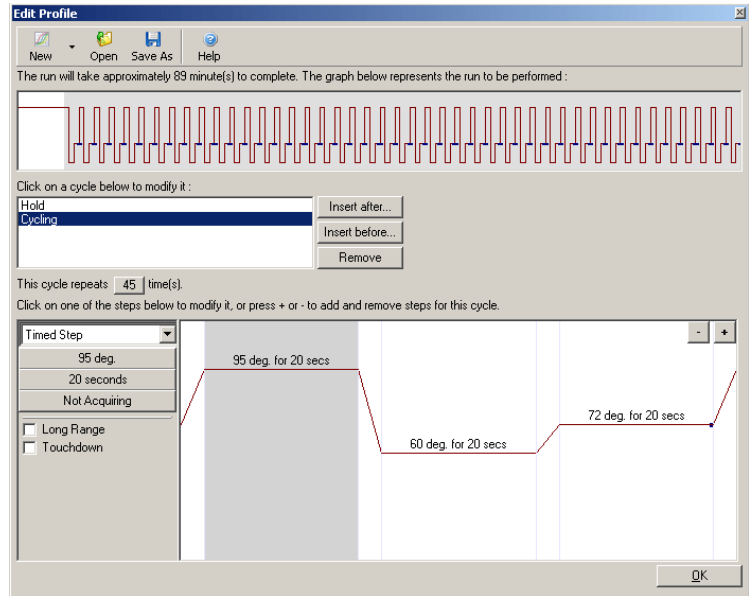 Edit Profile
New Open Save As Help
The run will take approximately 89 minute(s) to complete. The graph below represents the run to be performed :
Click on a cycle below to modify it :
Hold
Cycling
Insert after...
Insert before...
Remove
This cycle repeats 45 time(s).
Click on one of the steps below to modify it, or press + or - to add and remove steps for this cycle.
Timed Step
- +
95 deg.
20 seconds
Not Acquiring
Long Range
Touchdown
95 deg. for 20 secs
60 deg. for 20 secs
72 deg. for 20 secs
OK